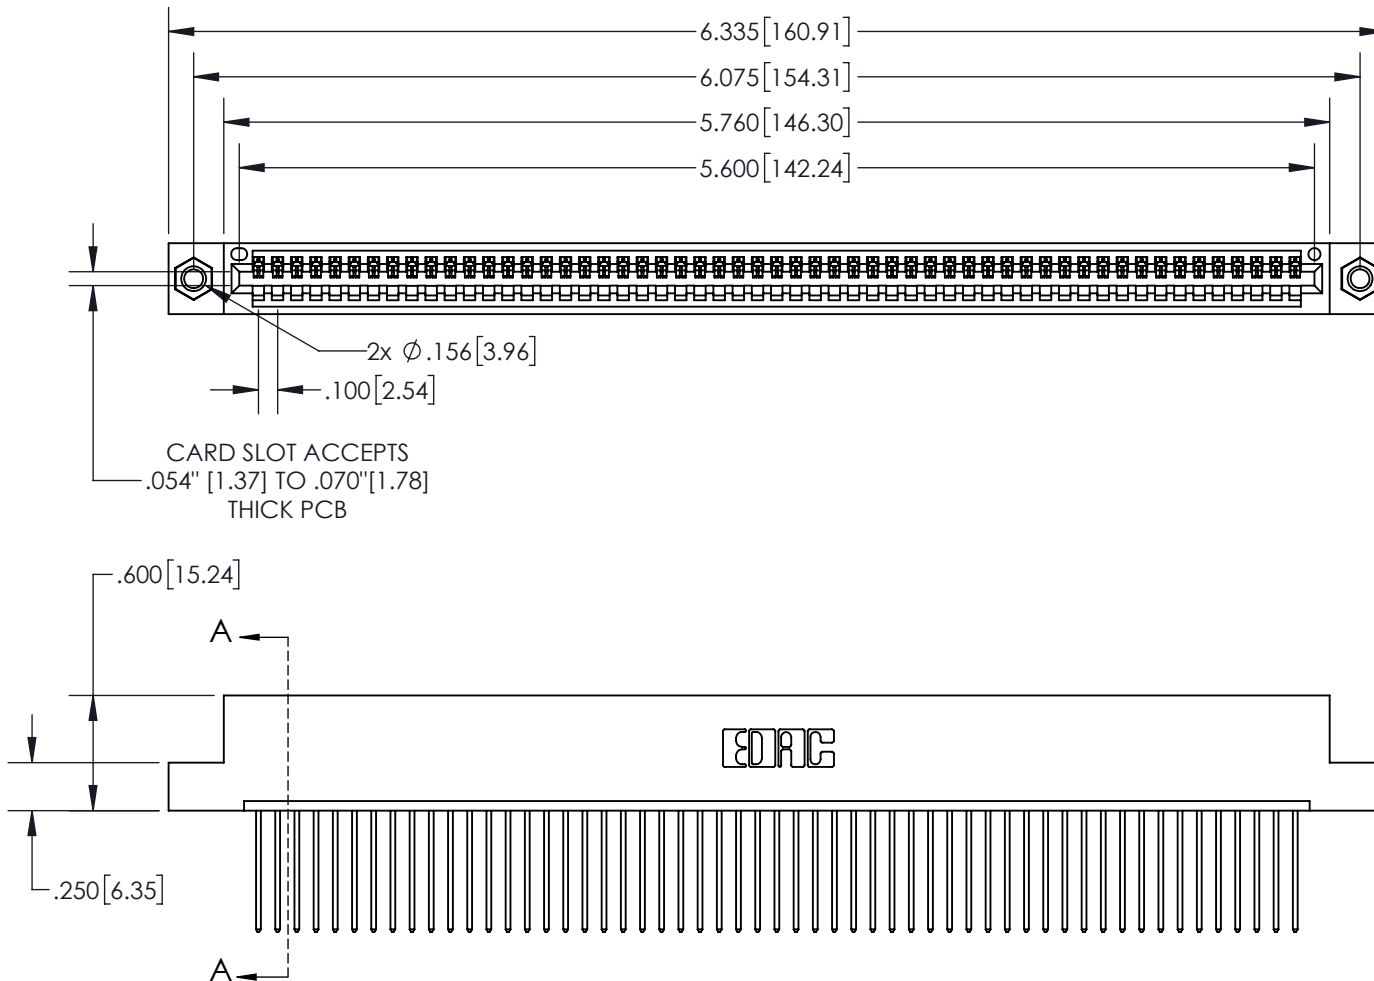 6.335[160.91]
6.075[154.31]
5.760[146.30]
5.600[142.24]
2x Ø.156[3.96]
.100[2.54]
CARD SLOT ACCEPTS
.054" [1.37] TO .070"[1.78]
THICK PCB
.600[15.24]
A
EDAC
.250[6.35]
A